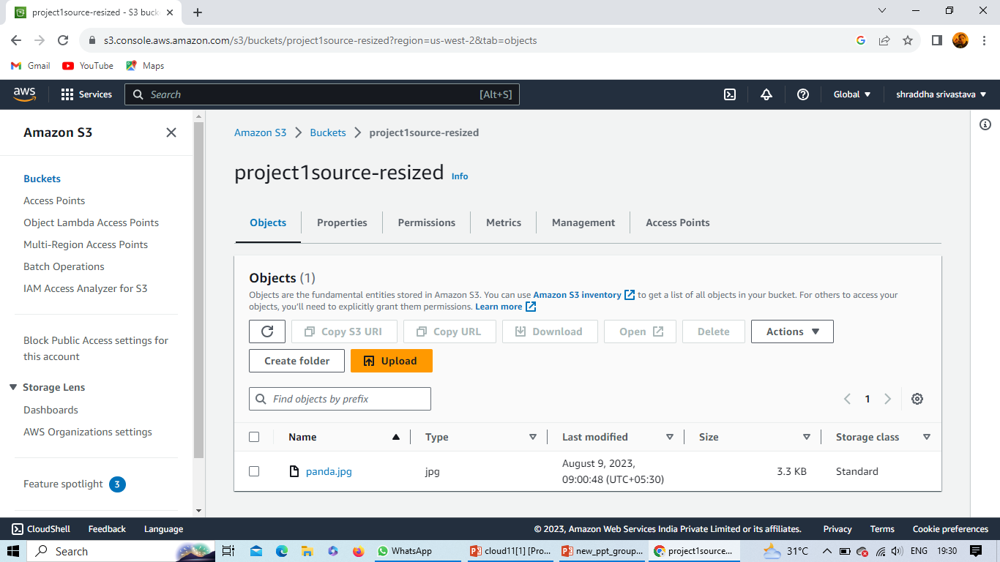 project1source-resized - S3 buck
s3.console.aws.amazon.com/s3/buckets/project1source-resized?region=us-west-2&tab=objects
Gmail YouTube Maps
aws Services Search [Alt+S] Global shraddha srivastava
Amazon S3
Buckets
Access Points
Object Lambda Access Points
Multi-Region Access Points
Batch Operations
IAM Access Analyzer for S3
Block Public Access settings for
this account
Storage Lens
Dashboards
AWS Organizations settings
Feature spotlight 3
Amazon S3 Buckets project1source-resized
project1source-resized Info
Objects Properties Permissions Metrics Management Access Points
Objects (1)
Objects are the fundamental entities stored in Amazon S3. You can use Amazon S3 inventory to get a list of all objects in your bucket. For others to access your
objects, you'll need to explicitly grant them permissions. Learn more
Copy S3 URI Copy URL Download Open Delete Actions
Create folder Upload
Find objects by prefix 1
Name Type Last modified Size Storage class
panda.jpg jpg August 9, 2023,
09:00:48 (UTC+05:30) 3.3 KB Standard
CloudShell Feedback Language © 2023, Amazon Web Services India Private Limited or its affiliates. Privacy Terms Cookie preferences
Search WhatsApp cloud11[1] [Pro... new_ppt_group... project1source... 31°C ENG 19:30